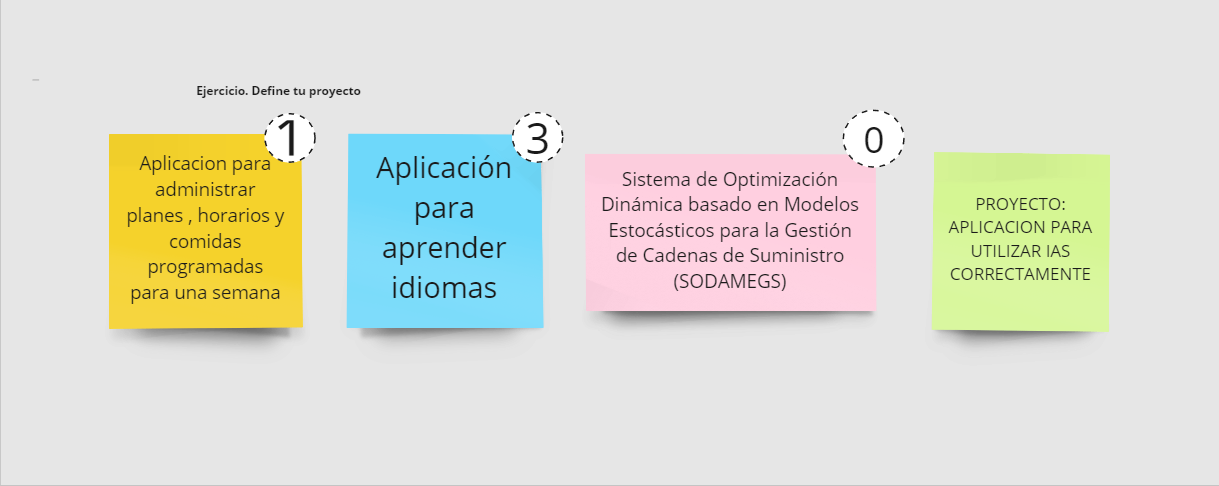 Ejercicio. Define tu proyecto
1
Aplicacion para
administrar
planes , horarios y
comidas
programadas
para una semana
3
Aplicación
para
aprender
idiomas
0
Sistema de Optimización
Dinámica basado en Modelos
Estocásticos para la Gestión
de Cadenas de Suministro
(SODAMEGS)
PROYECTO:
APLICACION PARA
UTILIZAR IAS
CORRECTAMENTE